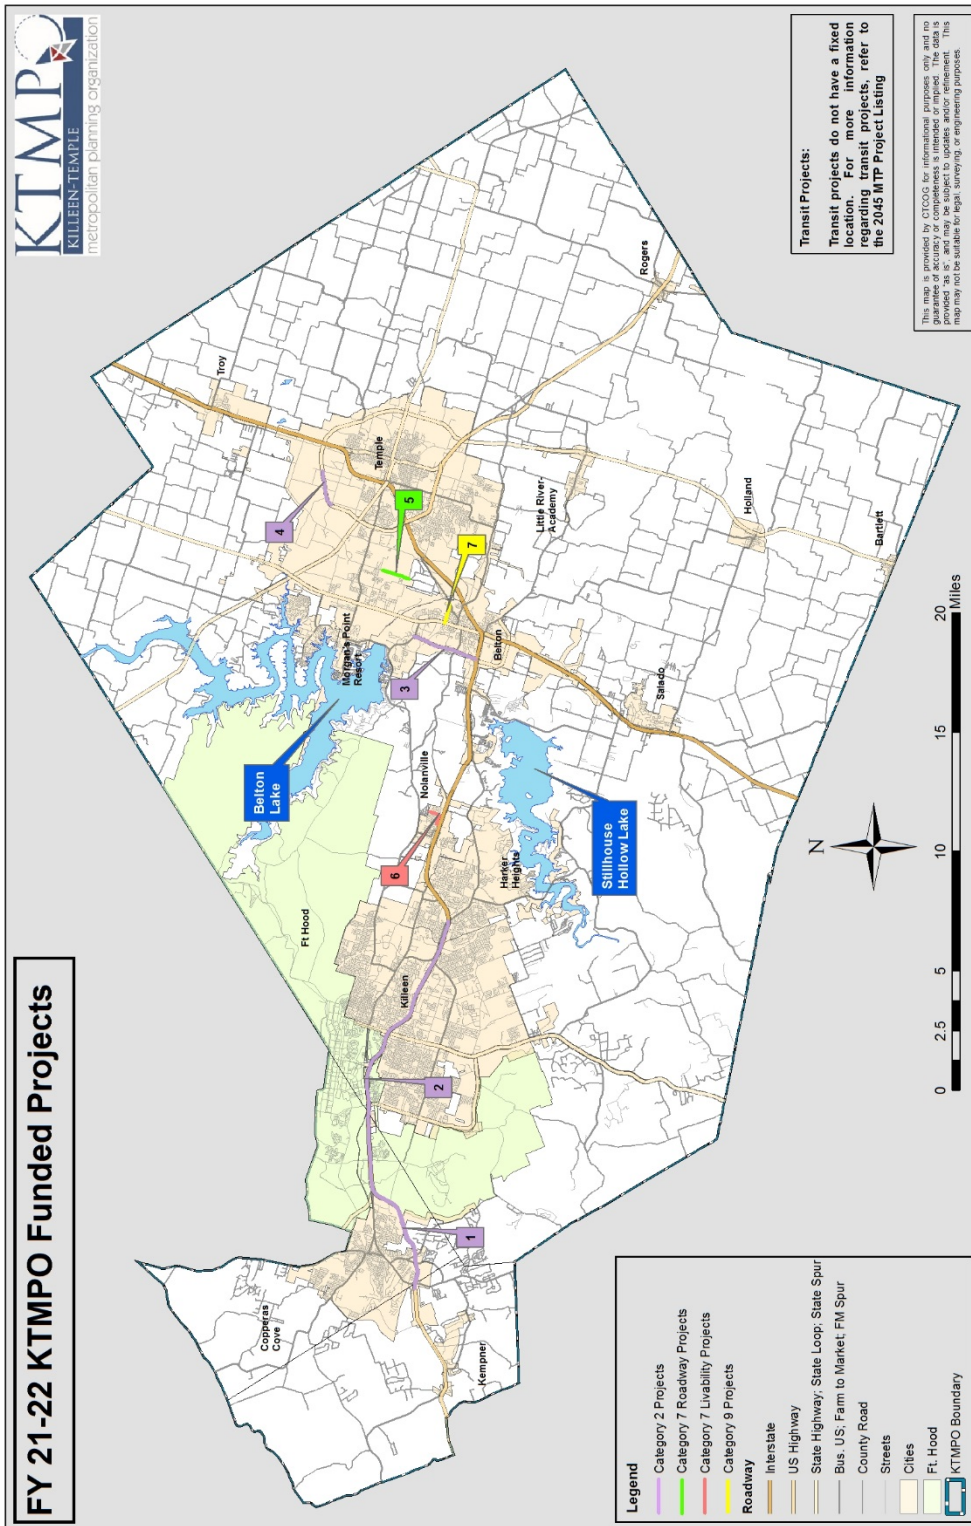 FY 21-22 KTMPO Funded Projects
KTMP
KILLEEN-TEMPLE
metropolitan planning organization
Troy
Temple
4
5
7
3
Morgan's Point
Resort
Belton
Lake
Belton
Little River-
Academy
Rogers
Holland
Bartlett
Salado
Nolanville
6
Harker
Heights
Stillhouse
Hollow Lake
Ft Hood
Killeen
2
1
Copperas
Cove
Kempner
N
0
2.5
5
10
15
20
Miles
Legend
Category 2 Projects
Category 7 Roadway Projects
Category 7 Livability Projects
Category 9 Projects
Roadway
Interstate
US Highway
State Highway; State Loop; State Spur
Bus. US; Farm to Market; FM Spur
County Road
Streets
Cities
Ft. Hood
KTMPO Boundary
Transit Projects:
Transit projects do not have a fixed
location. For more information
regarding transit projects, refer to
the 2045 MTP Project Listing
This map is provided by CTCOG for informational purposes only and no
guarantee of accuracy or completeness is intended or implied. The data is
provided "as is", and may be subject to updates and/or refinement. This
map may not be suitable for legal, surveying, or engineering purposes.